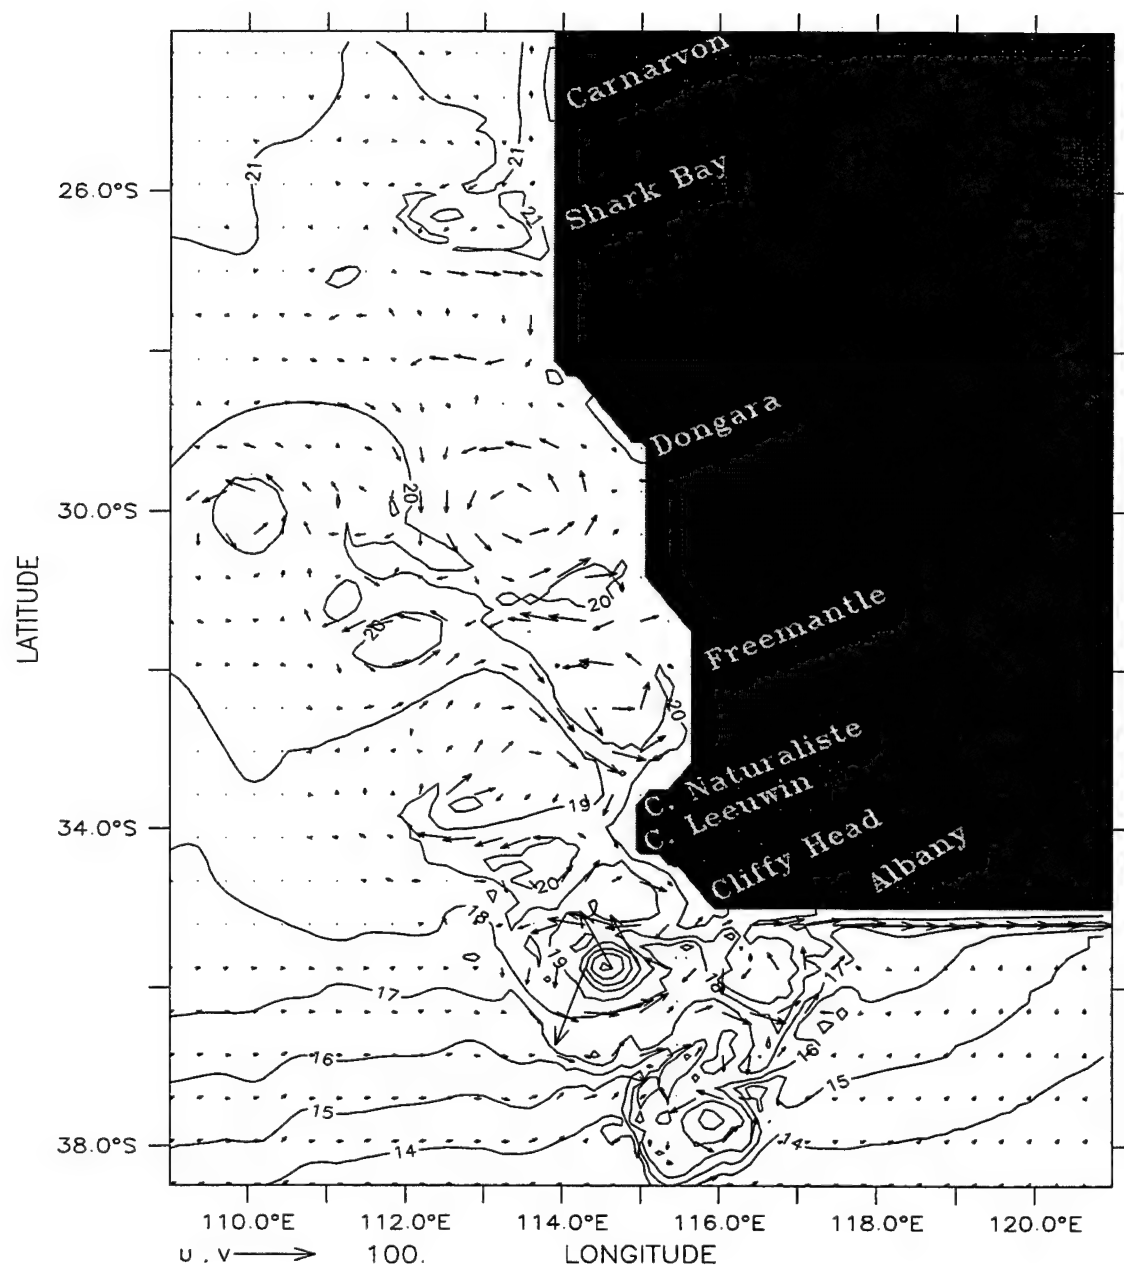 Carnarvon
21
21
Shark Bay
26.0°S
21
Dongara
20
30.0°S
LATITUDE
20
Freemantle
20
20
C. Naturaliste
19
C. Leeuwin
34.0°S
Cliffy Head
Albany
20
18
19
18
17
17
16
16
15
15
14
14
38.0°S
110.0°E 112.0°E 114.0°E 116.0°E 118.0°E 120.0°E
u , v 100. LONGITUDE